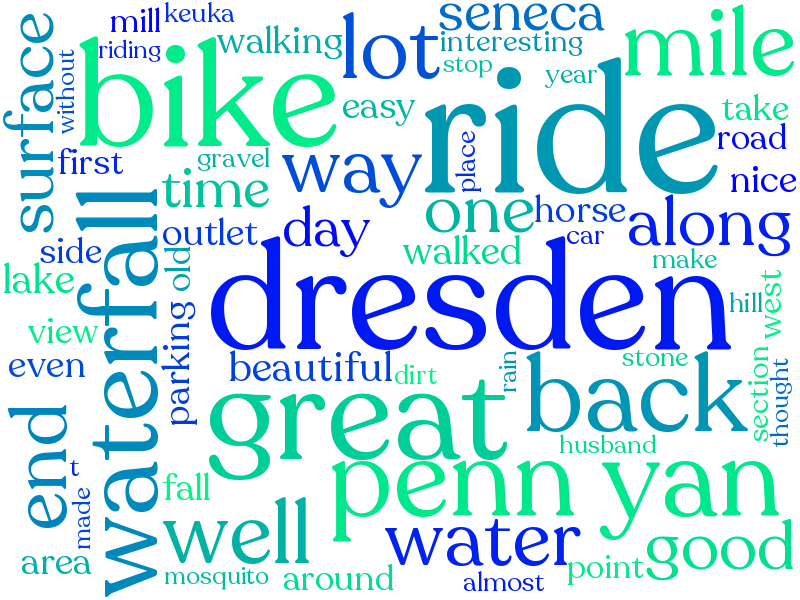 mill
keuka
seneca
riding
walking
lot
interesting
mile
surface
without
bike
stop
year
easy
ride
take
road
first
gravel
way
place
nice
time
one
horse
along
outlet
day
car
side
walked
make
lake
old
dresden
hill
west
waterfall
view
parking
even
beautiful
dirt
rain
stone
section
thought
great
back
end
husband
t
made
fall
penn yan
well
water
good
area
mosquito
around
almost
point